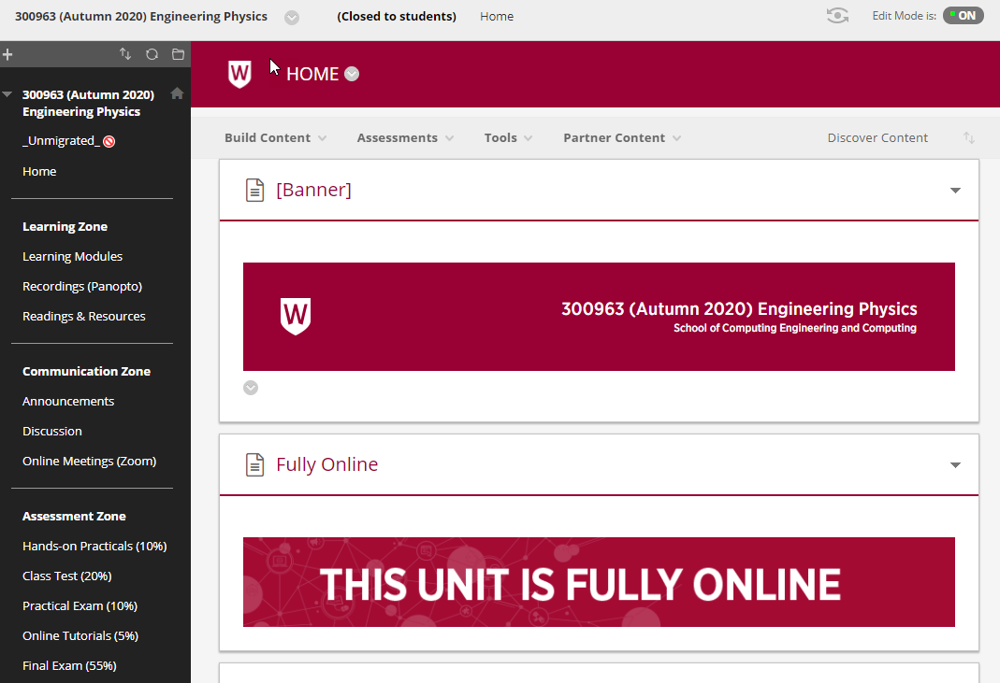 300963 (Autumn 2020) Engineering Physics
(Closed to students)
Home
Edit Mode is:
ON
300963 (Autumn 2020)
Engineering Physics
_Unmigrated_
Home
Learning Zone
Learning Modules
Recordings (Panopto)
Readings & Resources
Communication Zone
Announcements
Discussion
Online Meetings (Zoom)
Assessment Zone
Hands-on Practicals (10%)
Class Test (20%)
Practical Exam (10%)
Online Tutorials (5%)
Final Exam (55%)
W
HOME
Build Content
Assessments
Tools
Partner Content
Discover Content
[Banner]
W
300963 (Autumn 2020) Engineering Physics
School of Computing Engineering and Computing
Fully Online
THIS UNIT IS FULLY ONLINE